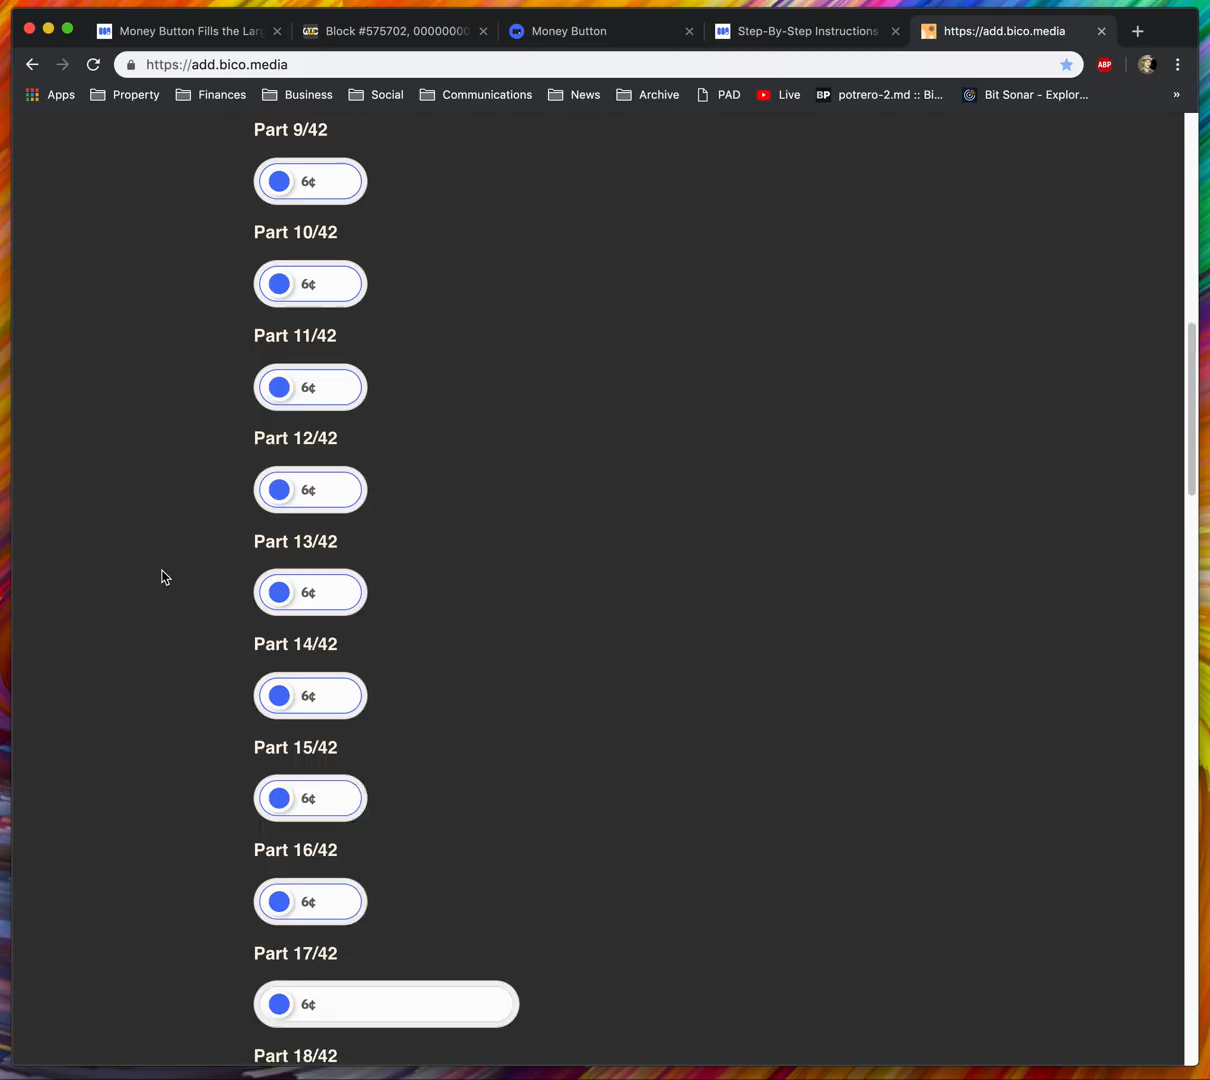 Money Button Fills the Lar
Block #575702, 00000000
Money Button
Step-By-Step Instructions
https://add.bico.media
https://add.bico.media
ABP
Apps
Property
Finances
Business
Social
Communications
News
Archive
PAD
Live
BP
potrero-2.md :: Bi...
Bit Sonar - Explor...
»
Part 9/42
6¢
Part 10/42
6¢
Part 11/42
6¢
Part 12/42
6¢
Part 13/42
6¢
Part 14/42
6¢
Part 15/42
6¢
Part 16/42
6¢
Part 17/42
6¢
Part 18/42